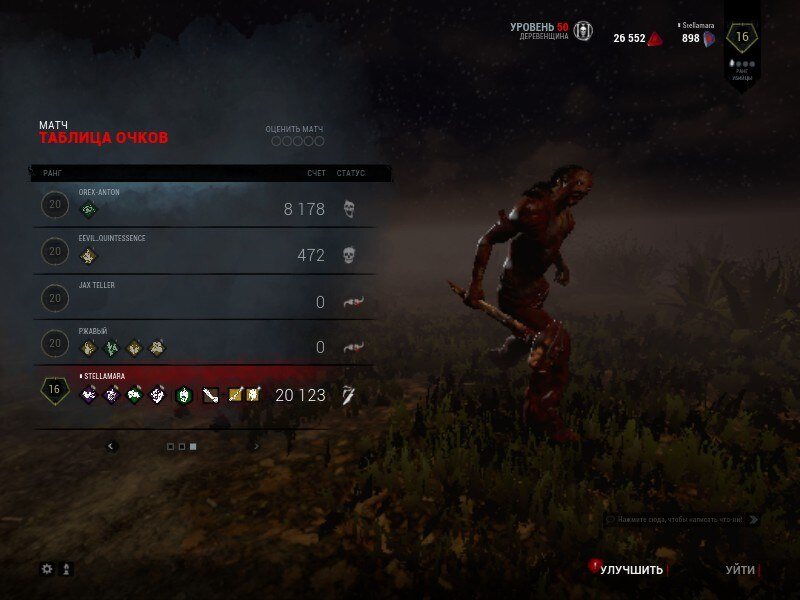 УРОВЕНЬ 50
ДЕРЕВЕНЩИНА
26 552
Stellamara
898
16
РАНГ
УБИЙЦЫ
МАТЧ
ТАБЛИЦА ОЧКОВ
ОЦЕНИТЬ МАТЧ
РАНГ СЧЕТ СТАТУС
20 OREX-ANTON 8 178
20 EEVIL_QUINTESSENCE 472
20 JAX TELLER 0
20 РЖАВЫЙ 0
16 STELLAMARA 20 123
Нажмите сюда, чтобы написать что-ни
УЛУЧШИТЬ
УЙТИ